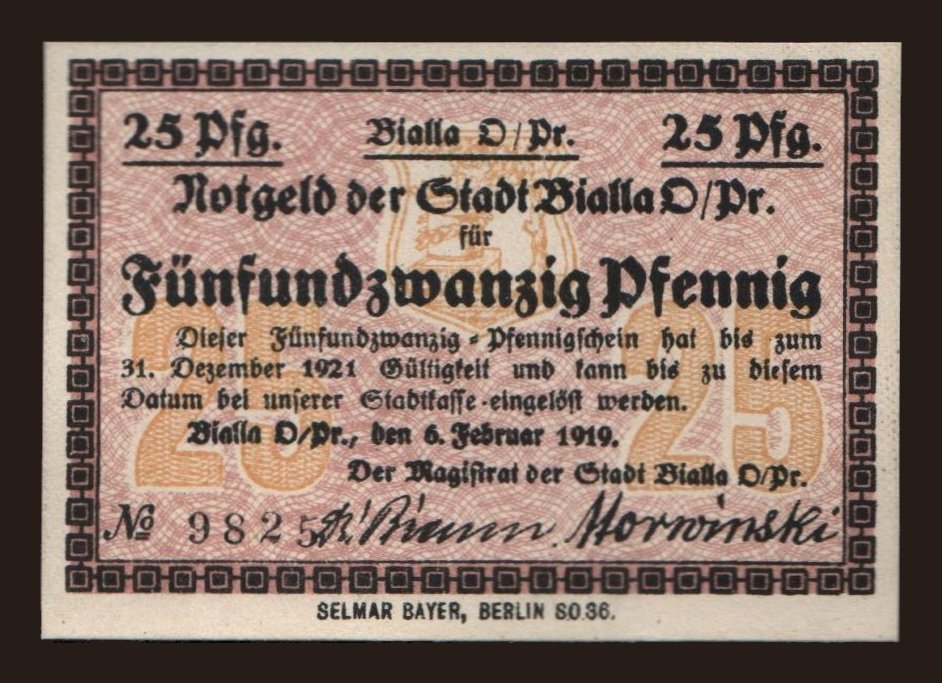 25 Pfg. Bialla O/Pr. 25 Pfg.
Notgeld der Stadt Bialla O/Pr.
für
Fünfundzwanzig Pfennig
25 25
Dieser Fünfundzwanzig-Pfennigschein hat bis zum
31. Dezember 1921 Gültigkeit und kann bis zu diesem
Datum bei unserer Stadtkasse eingelöst werden.
Bialla O/Pr., den 6. Februar 1919.
Der Magistrat der Stadt Bialla O/Pr.
№ 9825 Morwinski
SELMAR BAYER, BERLIN SO.36.